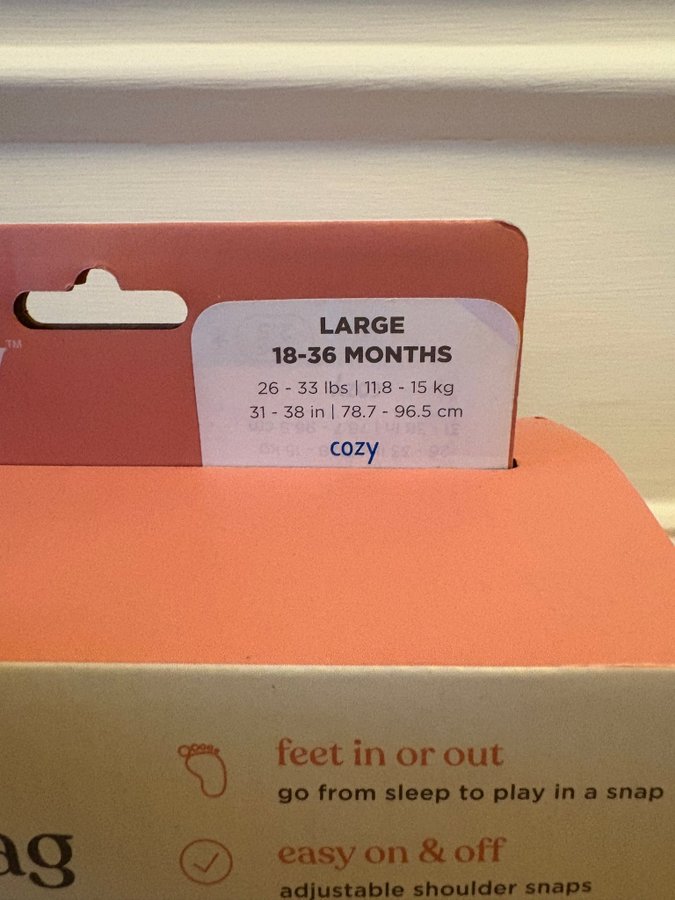 TM
LARGE
18-36 MONTHS
26 - 33 lbs | 11.8 - 15 kg
31 - 38 in | 78.7 - 96.5 cm
cozy
feet in or out
go from sleep to play in a snap
ag
easy on & off
adjustable shoulder snaps